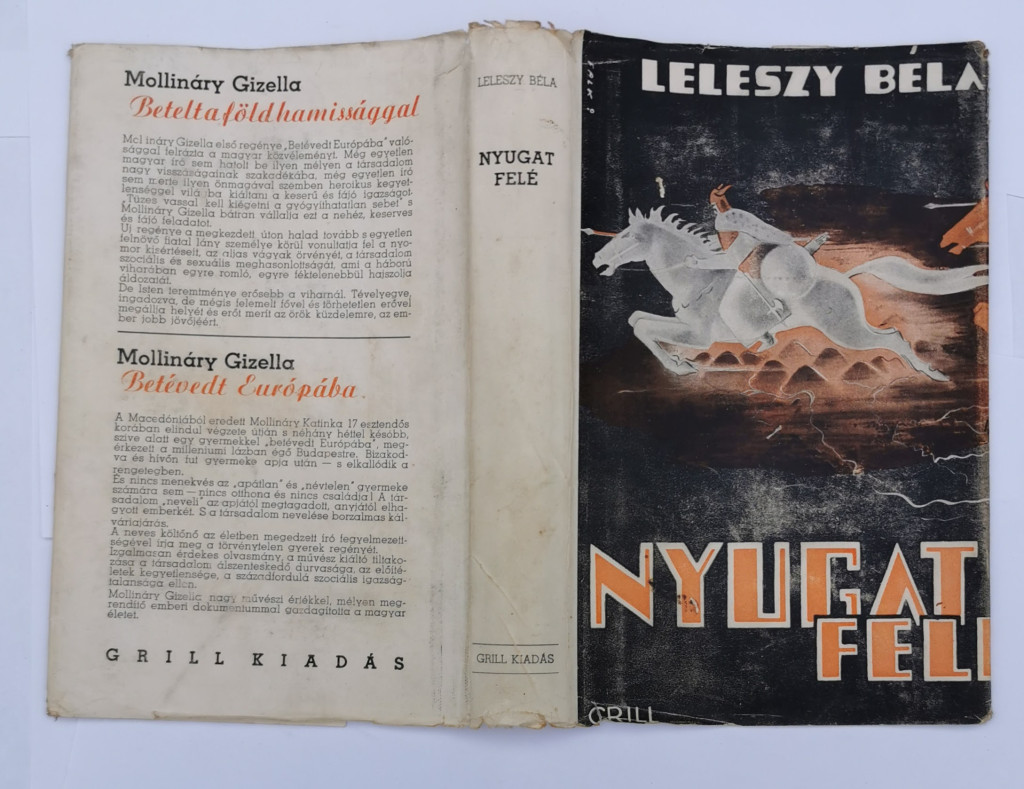 Mollináry Gizella
Betelt a föld hamissággal
Mollináry Gizella első regénye „Betévedt Európába" való-
sággal felrázta a magyar közvéleményt. Még egyetlen
magyar író sem hajolt be ilyen mélyen a társadalom
nagy visszásságainak szakadékába, még egyetlen író
sem merte ilyen önmagával szemben heroikus kegyet-
lenséggel világba kiáltani a keserű és fájó igazságot.
„Tüzes vassal kell kiégetni a gyógyíthatatlan sebet" s
Mollináry Gizella bátran vállalja ezt a nehéz, keserves
és fájó feladatot.
Uj regénye a megkezdett úton halad tovább s egyetlen
felnövő fiatal lány személye körül vonultatja fel a nyo-
mor kísértéseit, az aljas vágyak örvényét, a társadalom
szociális és sexuális meghasonlottságát, ami a háború
viharában egyre romló, egyre féktelenebbül hajszolja
áldozatát.
De Isten teremtménye erősebb a viharnál. Tévelyegve,
ingadozva, de mégis felemelt fővel és törhetetlen erővel
megállja helyét és erőt merít az örök küzdelemre, az em-
ber jobb jövőjéért.
Mollináry Gizella
Betévedt Európába.
A Macedóniából eredett Mollináry Katinka 17 esztendős
korában elindul végzete útján s néhány héttel később,
szíve alatt egy gyermekkel „betévedt Európába", meg-
érkezett a milleniumi lázban égő Budapestre. Bizakod-
va és hívőn fut gyermeke apja után — s elkallódik a
rengetegben.
És nincs menekvés az „apátlan" és „névtelen" gyermeke
számára sem — nincs otthona és nincs családja! A tár-
sadalom „neveli" az apjától megtagadott, anyjától elha-
gyott emberkét. S a társadalom nevelése borzalmas kál-
váriajárás.
A neves költőnő az életben megedzett író fegyelmezett-
ségével írja meg a törvénytelen gyerek regényét.
Izgalmasan érdekes olvasmány, a művész kiáltó tiltako-
zása a társadalom álszenteskedő durvasága, az előíté-
letek kegyetlensége, a századforduló szociális igazság-
talansága ellen.
Mollináry Gizella nagy művészi értékkel, mélyen meg-
rendítő emberi dokumentummal gazdagította a magyar
életet.
GRILL KIADÁS
LELESZY BÉLA
NYUGAT
FELÉ
GRILL KIADÁS
LELESZY BÉLA
NYUGAT
FELÉ
GRILL